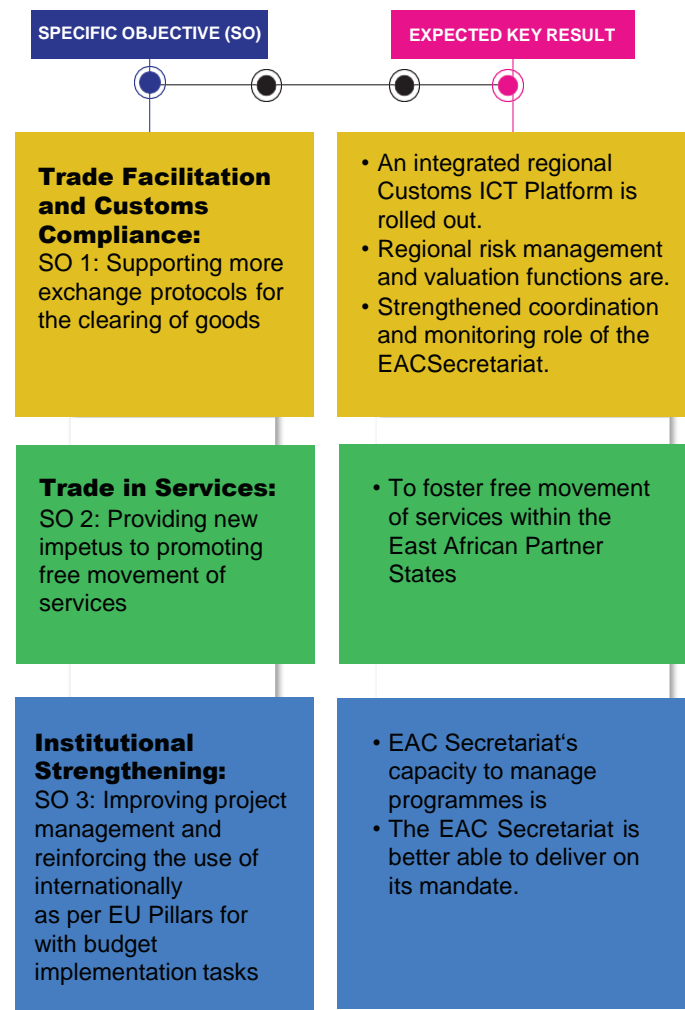 SPECIFIC OBJECTIVE (SO)
EXPECTED KEY RESULT
Trade Facilitation
and Customs
Compliance:
SO 1: Supporting more
exchange protocols for
the clearing of goods
• An integrated regional
Customs ICT Platform is
rolled out.
• Regional risk management
and valuation functions are.
• Strengthened coordination
and monitoring role of the
EACSecretariat.
Trade in Services:
SO 2: Providing new
impetus to promoting
free movement of
services
• To foster free movement
of services within the
East African Partner
States
Institutional
Strengthening:
SO 3: Improving project
management and
reinforcing the use of
internationally
as per EU Pillars for
with budget
implementation tasks
• EAC Secretariat‘s
capacity to manage
programmes is
• The EAC Secretariat is
better able to deliver on
its mandate.